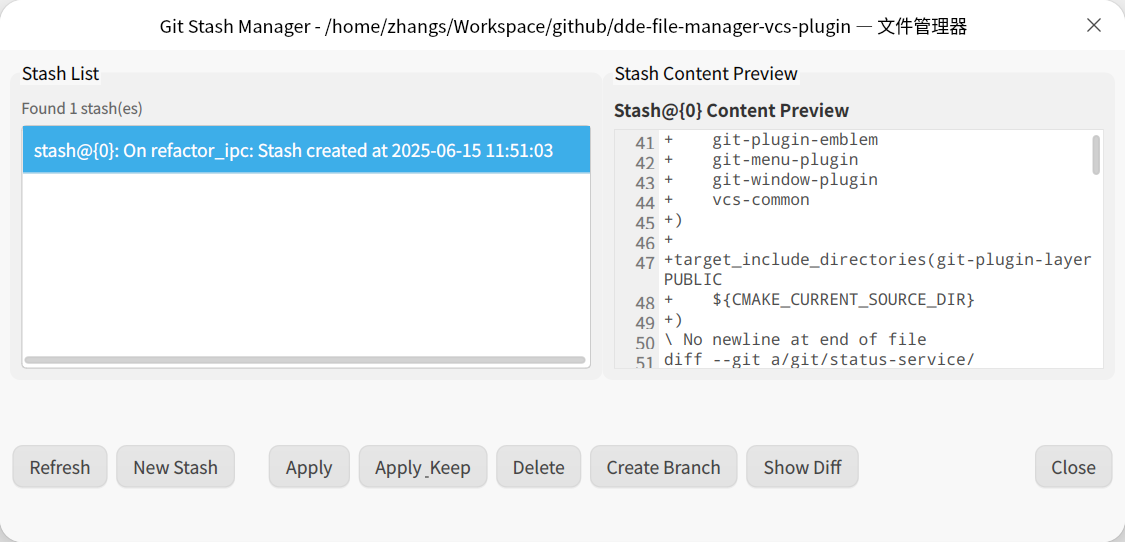 Git Stash Manager - /home/zhangs/Workspace/github/dde-file-manager-vcs-plugin — 文件管理器
Stash List
Found 1 stash(es)
stash@{0}: On refactor_ipc: Stash created at 2025-06-15 11:51:03
Stash Content Preview
Stash@{0} Content Preview
41 +    git-plugin-emblem
42 +    git-menu-plugin
43 +    git-window-plugin
44 +    vcs-common
45 +)
46 +
47 +target_include_directories(git-plugin-layer
PUBLIC
48 +    ${CMAKE_CURRENT_SOURCE_DIR}
49 +)
50 \ No newline at end of file
51 diff --git a/git/status-service/
Refresh
New Stash
Apply
Apply_Keep
Delete
Create Branch
Show Diff
Close